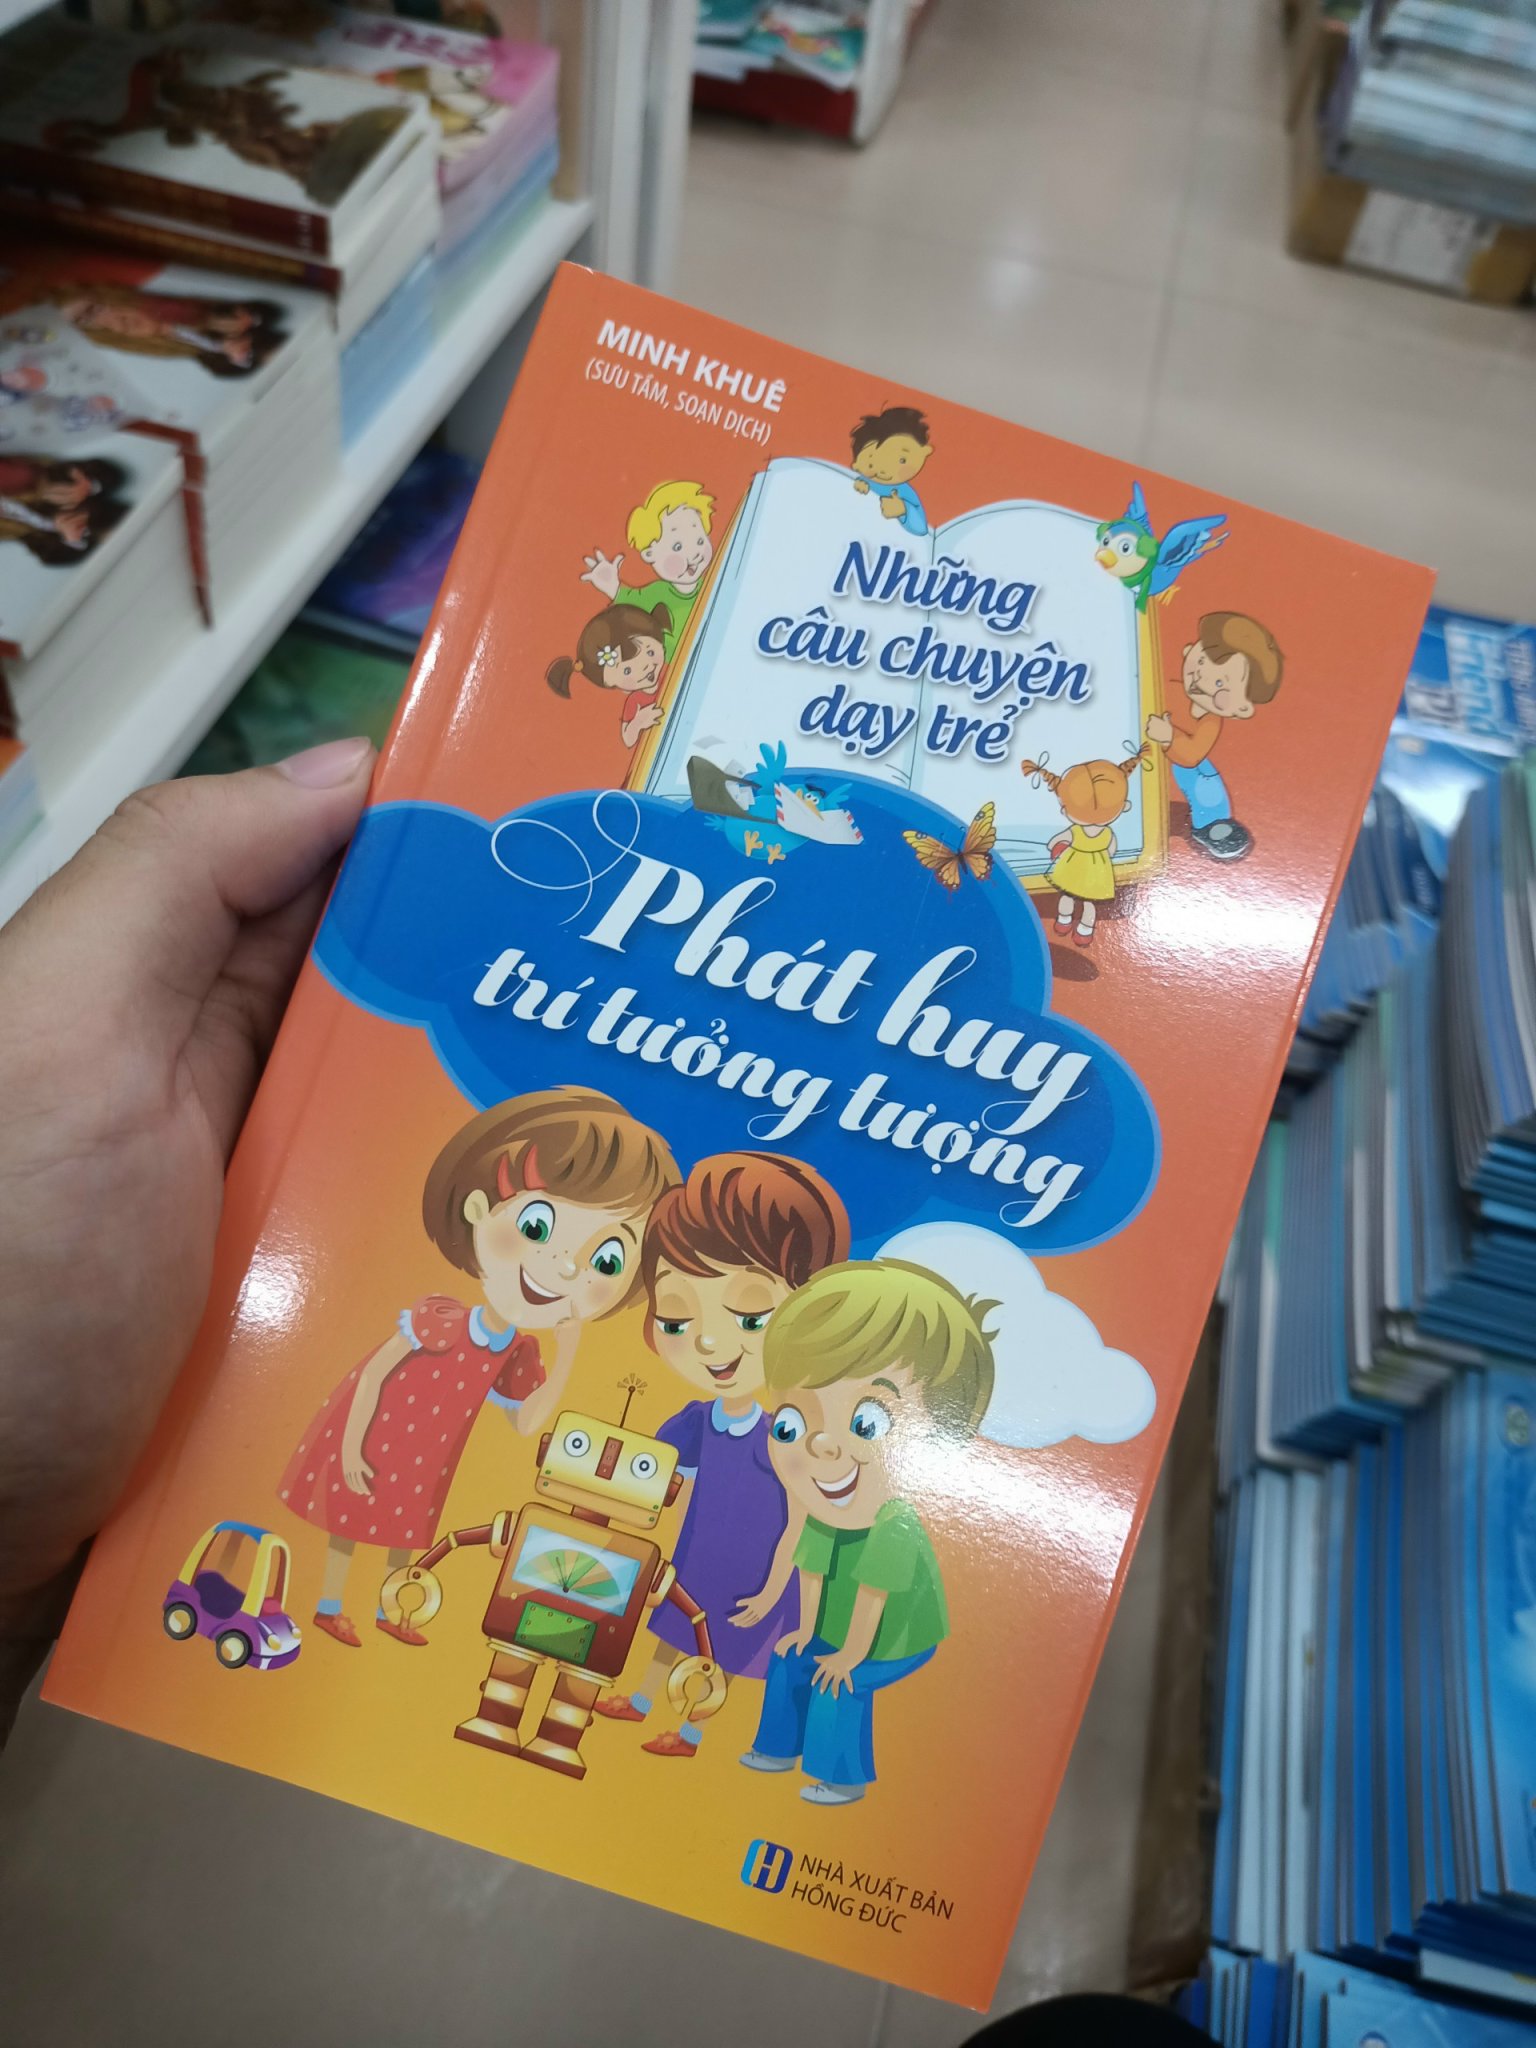 MINH KHUÊ
(SƯU TẦM, SOẠN DỊCH)
Những
câu chuyện
dạy trẻ
Phát huy
trí tưởng tượng
NHÀ XUẤT BẢN
HỒNG ĐỨC